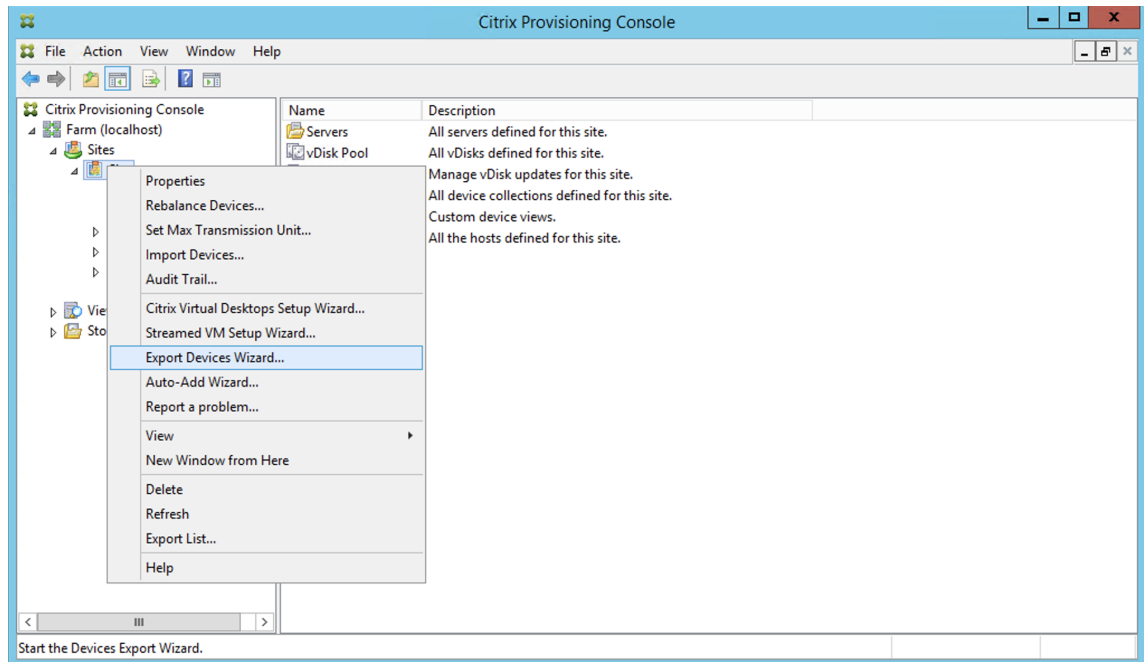 Citrix Provisioning Console
File Action View Window Help
Citrix Provisioning Console
Farm (localhost)
Sites
Name Description
Servers All servers defined for this site.
vDisk Pool All vDisks defined for this site.
Manage vDisk updates for this site.
All device collections defined for this site.
Custom device views.
All the hosts defined for this site.
Vie
Sto
Properties
Rebalance Devices...
Set Max Transmission Unit...
Import Devices...
Audit Trail...
Citrix Virtual Desktops Setup Wizard...
Streamed VM Setup Wizard...
Export Devices Wizard...
Auto-Add Wizard...
Report a problem...
View
New Window from Here
Delete
Refresh
Export List...
Help
Start the Devices Export Wizard.